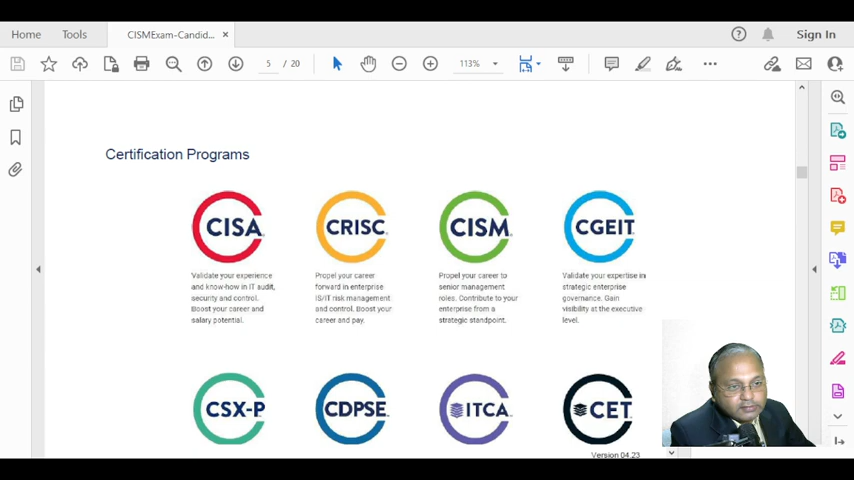 Home
Tools
CISMExam-Candid...
×
Sign In
5 / 20
113%
Certification Programs
CISA
CRISC
CISM
CGEIT
Validate your experience
and know-how in IT audit,
security and control.
Boost your career and
salary potential.
Propel your career
forward in enterprise
IS/IT risk management
and control. Boost your
career and pay.
Propel your career to
senior management
roles. Contribute to your
enterprise from a
strategic standpoint.
Validate your expertise in
strategic enterprise
governance. Gain
visibility at the executive
level.
CSX-P
CDPSE
ITCA
CET
Version 04.23